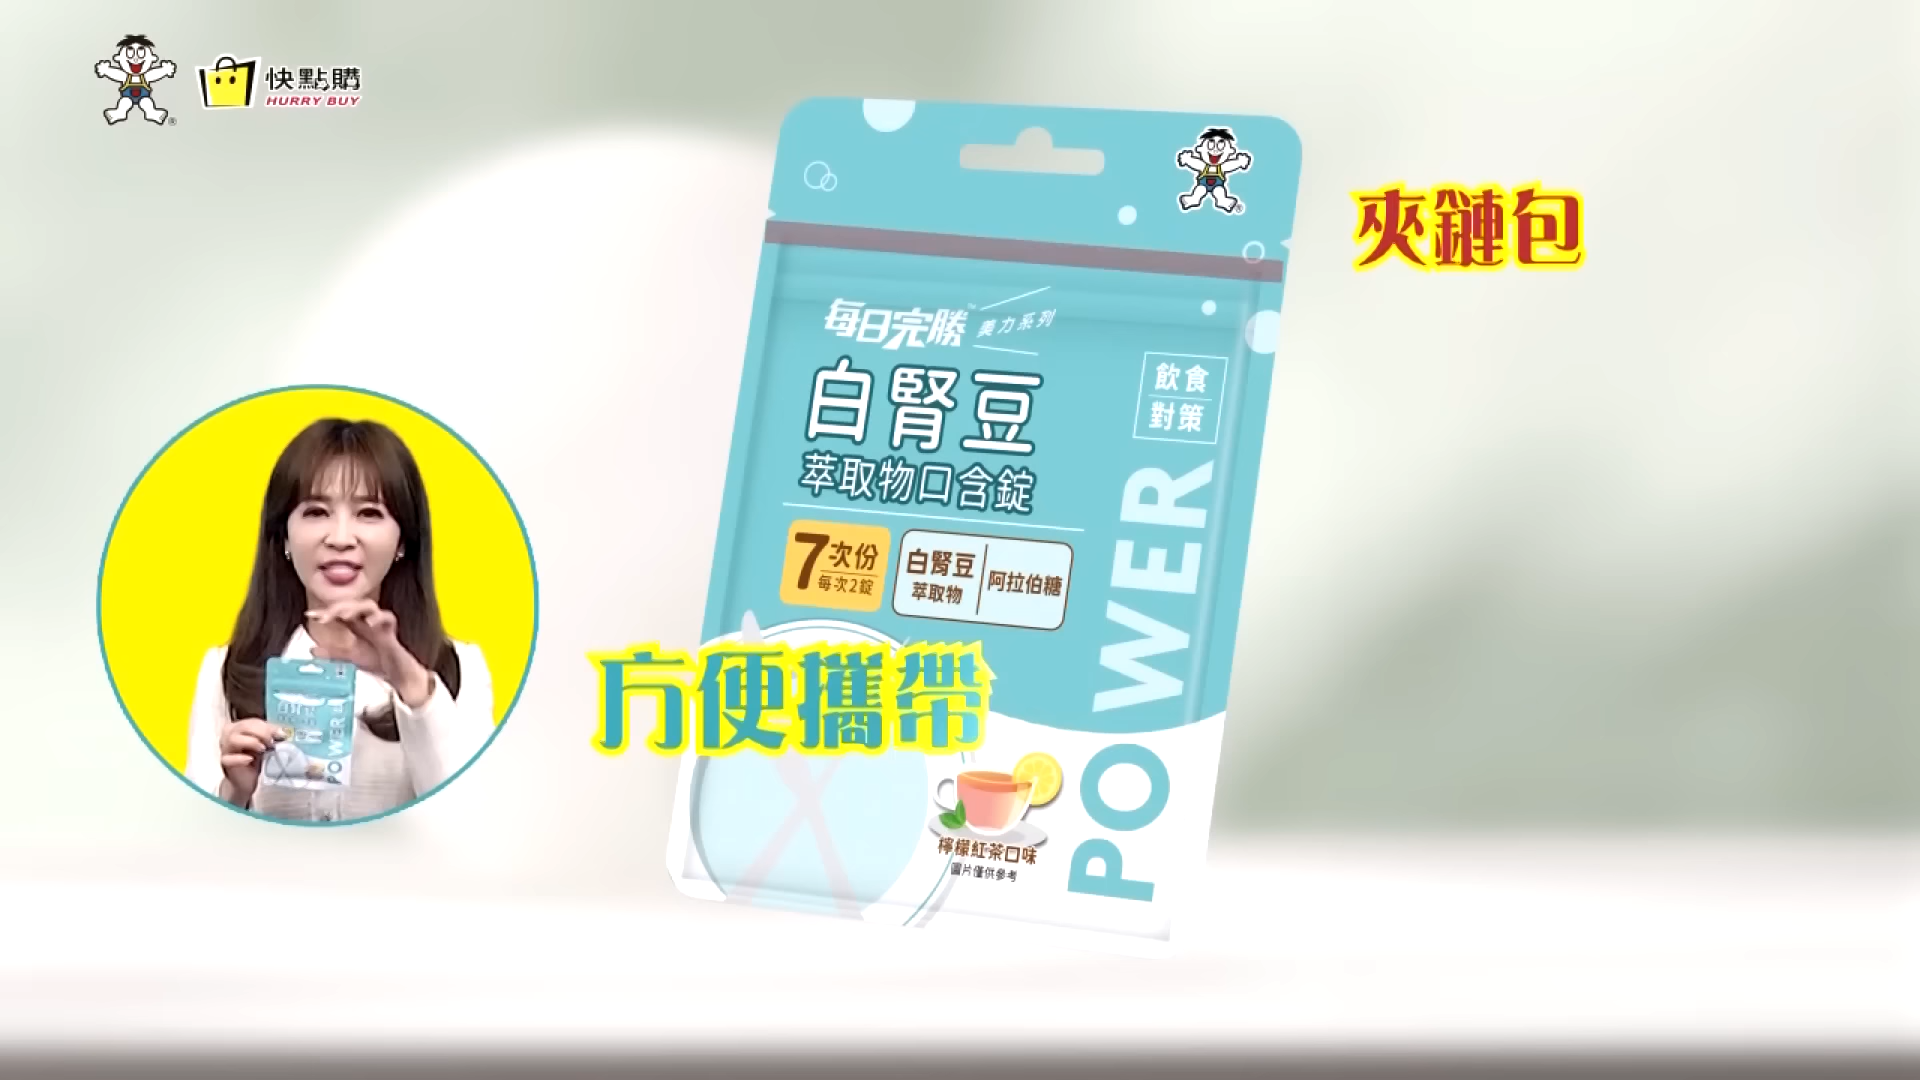 快點購
HURRY BUY
夾鏈包
每日完勝™ 美力系列
白腎豆
萃取物口含錠
飲食
對策
7次份
每次2錠
白腎豆
萃取物
阿拉伯糖
POWER
方便攜帶
檸檬紅茶口味
圖片僅供參考
POWER